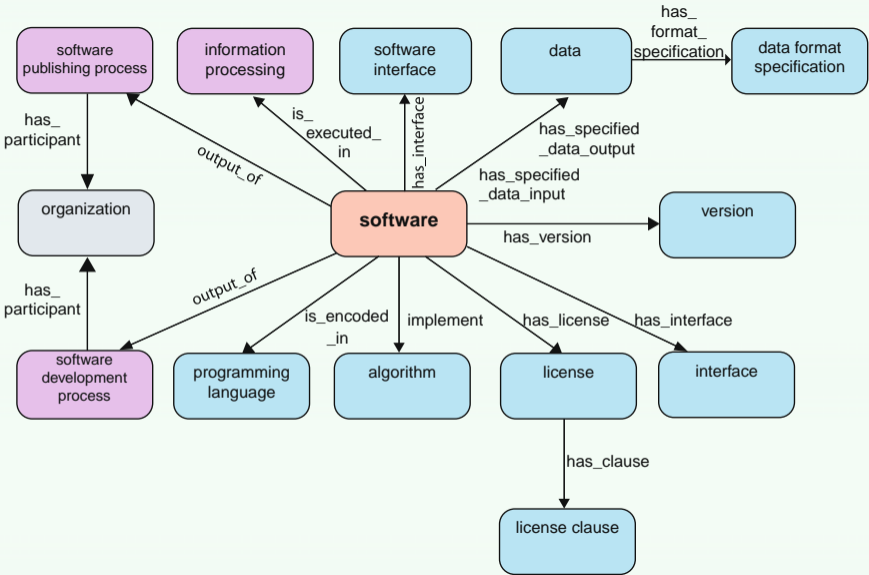 has_
format_
specification
software
publishing process
information
processing
software
interface
data
data format
specification
has_
participant
output_of
is_
executed_
in
has_interface
has_specified
_data_output
has_specified
_data_input
organization
software
version
has_version
has_
participant
output_of
is_encoded
_in
implement
has_license
has_interface
software
development
process
programming
language
algorithm
license
interface
has_clause
license clause